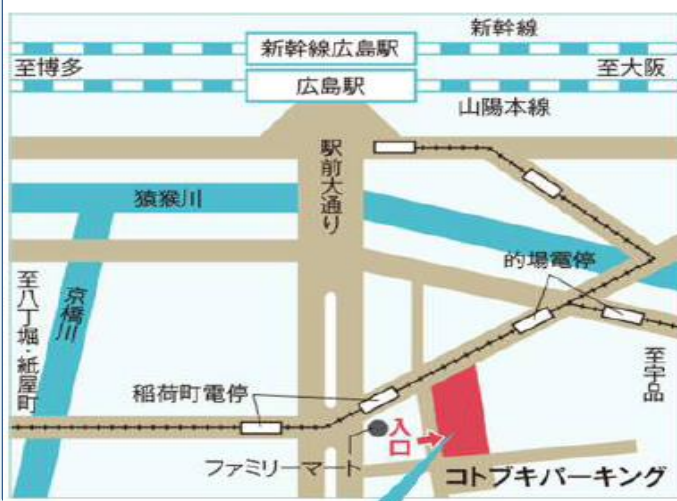 新幹線
新幹線広島駅
至博多
至大阪
広島駅
山陽本線
駅前大通り
猿猴川
的場電停
至八丁堀・紙屋町
京橋川
至宇品
稲荷町電停
入口
ファミリーマート
コトブキパーキング